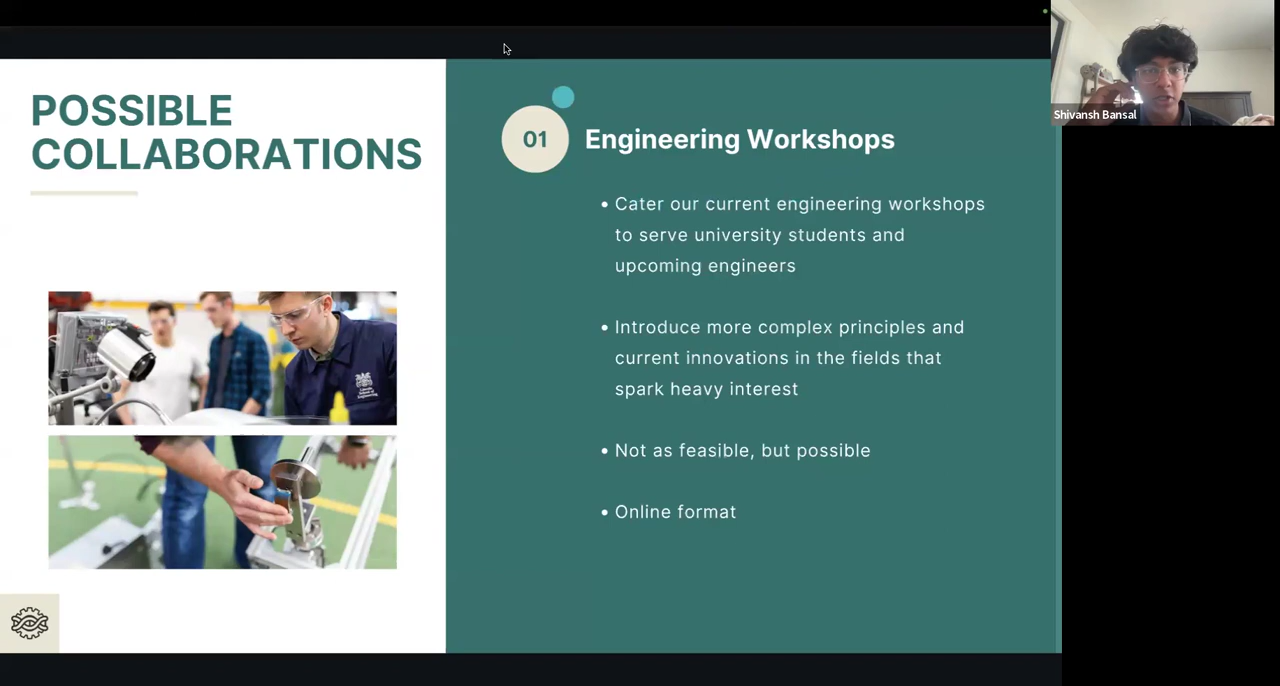 POSSIBLE
COLLABORATIONS
01
Engineering Workshops
• Cater our current engineering workshops
to serve university students and
upcoming engineers
• Introduce more complex principles and
current innovations in the fields that
spark heavy interest
• Not as feasible, but possible
• Online format
Shivansh Bansal